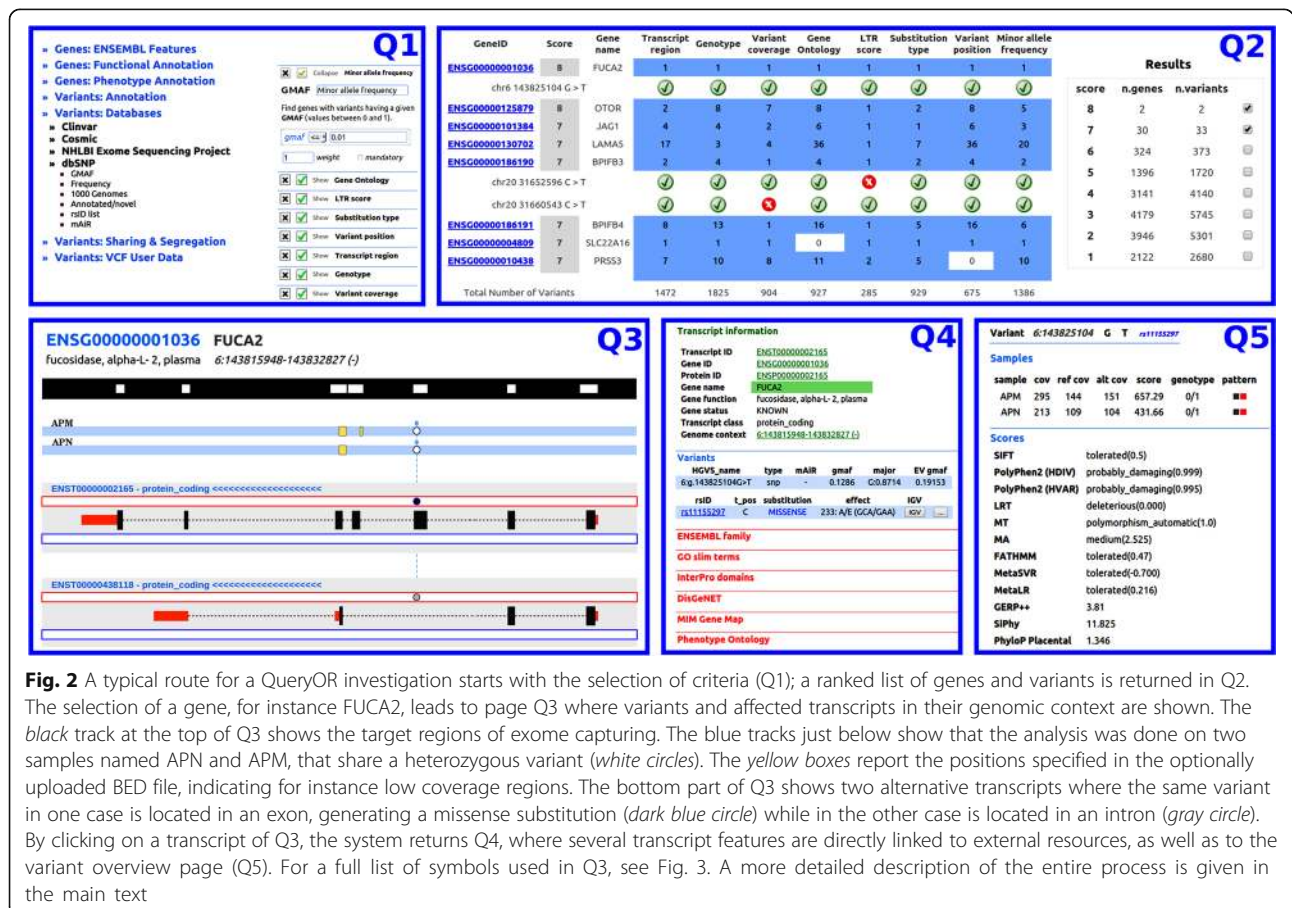 Q1
» Genes: ENSEMBL Features
» Genes: Functional Annotation
» Genes: Phenotype Annotation
» Variants: Annotation
» Variants: Databases
» Clinvar
» Cosmic
» NHLBI Exome Sequencing Project
» dbSNP
▪ GMAF
▪ Frequency
▪ 1000 Genomes
▪ Annotated/novel
▪ rsID list
▪ mAiR
» Variants: Sharing & Segregation
» Variants: VCF User Data
Collapse Minor allele frequency
GMAF Minor allele frequency
Find genes with variants having a given
GMAF (values between 0 and 1).
gmaf <= 0.01
1 weight mandatory
Show Gene Ontology
Show LTR score
Show Substitution type
Show Variant position
Show Transcript region
Show Genotype
Show Variant coverage
Q2
GeneID Score Gene name Transcript region Genotype Variant coverage Gene Ontology LTR score Substitution type Variant position Minor allele frequency
ENSG00000001036 8 FUCA2 1 1 1 1 1 1 1 1
chr6 143825104 G > T
ENSG00000125879 8 OTOR 2 8 7 8 1 2 8 5
ENSG00000101384 7 JAG1 4 4 2 6 1 1 6 3
ENSG00000130702 7 LAMA5 17 3 4 36 1 7 36 20
ENSG00000186190 7 BPIFB3 2 4 1 4 1 2 4 2
chr20 31652596 C > T
chr20 31660543 C > T
ENSG00000186191 7 BPIFB4 8 13 1 16 1 5 16 6
ENSG00000004809 7 SLC22A16 1 1 1 0 1 1 1 1
ENSG00000010438 7 PRSS3 7 10 8 11 2 5 0 10
Total Number of Variants 1472 1825 904 927 285 929 675 1386
Results
score n.genes n.variants
8 2 2
7 30 33
6 324 373
5 1396 1720
4 3141 4140
3 4179 5745
2 3946 5301
1 2122 2680
Q3
ENSG00000001036 FUCA2
fucosidase, alpha-L- 2, plasma 6:143815948-143832827 (-)
APM
APN
ENST00000002165 - protein_coding <<<<<<<<<<<<<<<<<<<<
ENST00000438118 - protein_coding <<<<<<<<<<<<<<<<<<<<
Q4
Transcript information
Transcript ID ENST00000002165
Gene ID ENSG00000001036
Protein ID ENSP00000002165
Gene name FUCA2
Gene function fucosidase, alpha-L- 2, plasma
Gene status KNOWN
Transcript class protein_coding
Genome context 6:143815948-143832827 (-)
Variants
HGVS_name type mAiR gmaf major EV gmaf
6:g.143825104G>T snp - 0.1286 G:0.8714 0.19153
rsID t_pos substitution effect IGV
rs11155297 C MISSENSE 233: A/E (GCA/GAA) IGV ...
ENSEMBL family
GO slim terms
InterPro domains
DisGeNET
MIM Gene Map
Phenotype Ontology
Q5
Variant 6:143825104 G T rs11155297
Samples
sample cov ref cov alt cov score genotype pattern
APM 295 144 151 657.29 0/1
APN 213 109 104 431.66 0/1
Scores
SIFT tolerated(0.5)
PolyPhen2 (HDIV) probably_damaging(0.999)
PolyPhen2 (HVAR) probably_damaging(0.995)
LRT deleterious(0.000)
MT polymorphism_automatic(1.0)
MA medium(2.525)
FATHMM tolerated(0.47)
MetaSVR tolerated(-0.700)
MetaLR tolerated(0.216)
GERP++ 3.81
SiPhy 11.825
PhyloP Placental 1.346
Fig. 2 A typical route for a QueryOR investigation starts with the selection of criteria (Q1); a ranked list of genes and variants is returned in Q2.
The selection of a gene, for instance FUCA2, leads to page Q3 where variants and affected transcripts in their genomic context are shown. The
black track at the top of Q3 shows the target regions of exome capturing. The blue tracks just below show that the analysis was done on two
samples named APN and APM, that share a heterozygous variant (white circles). The yellow boxes report the positions specified in the optionally
uploaded BED file, indicating for instance low coverage regions. The bottom part of Q3 shows two alternative transcripts where the same variant
in one case is located in an exon, generating a missense substitution (dark blue circle) while in the other case is located in an intron (gray circle).
By clicking on a transcript of Q3, the system returns Q4, where several transcript features are directly linked to external resources, as well as to the
variant overview page (Q5). For a full list of symbols used in Q3, see Fig. 3. A more detailed description of the entire process is given in
the main text